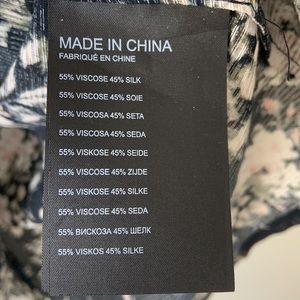 MADE IN CHINA
FABRIQUÉ EN CHINE
55% VISCOSE 45% SILK
55% VISCOSE 45% SOIE
55% VISCOSA 45% SETA
55% VISCOSA 45% SEDA
55% VISKOSE 45% SEIDE
55% VISCOSE 45% ZIJDE
55% VISKOSE 45% SILKE
55% VISCOSE 45% SEDA
55% ВИСКОЗА 45% ШЕЛК
55% VISKOS 45% SILKE